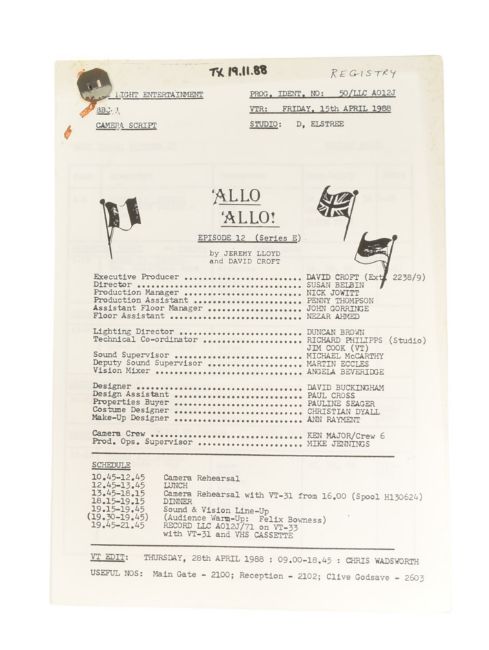 TX 19.11.88
REGISTRY
LIGHT ENTERTAINMENT
PROG. IDENT. NO: 50/LLC A012J
VTR: FRIDAY, 15th APRIL 1988
CAMERA SCRIPT
STUDIO: D, ELSTREE
'ALLO
'ALLO!
EPISODE 12 (Series E)
by JEREMY LLOYD
and DAVID CROFT
Executive Producer ........ DAVID CROFT (Ext. 2238/9)
Director ........ SUSAN BELBIN
Production Manager ........ NICK JOWITT
Production Assistant ........ PENNY THOMPSON
Assistant Floor Manager ........ JOHN GORRINGE
Floor Assistant ........ NEZAR AHMED
Lighting Director ........ DUNCAN BROWN
Technical Co-ordinator ........ RICHARD PHILIPPS (Studio)
JIM COOK (VT)
Sound Supervisor ........ MICHAEL McCARTHY
Deputy Sound Supervisor ........ MARTIN ECCLES
Vision Mixer ........ ANGELA BEVERIDGE
Designer ........ DAVID BUCKINGHAM
Design Assistant ........ PAUL CROSS
Properties Buyer ........ PAULINE SEAGER
Costume Designer ........ CHRISTIAN DYALL
Make-Up Designer ........ ANN RAYMENT
Camera Crew ........ KEN MAJOR/Crew 6
Prod. Ops. Supervisor ........ MIKE JENNINGS
SCHEDULE
10.45-12.45 Camera Rehearsal
12.45-13.45 LUNCH
13.45-18.15 Camera Rehearsal with VT-31 from 16.00 (Spool H130624)
18.15-19.15 DINNER
19.15-19.45 Sound & Vision Line-Up
(19.30-19.45) (Audience Warm-Up: Felix Bowness)
19.45-21.45 RECORD LLC A012J/71 on VT-33
with VT-31 and VHS CASSETTE
VT EDIT: THURSDAY, 28th APRIL 1988 : 09.00-18.45 : CHRIS WADSWORTH
USEFUL NOS: Main Gate - 2100; Reception - 2102; Clive Godsave - 2603